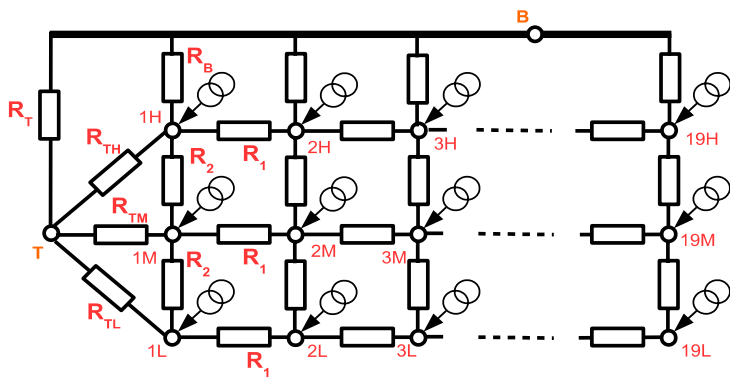 B
R_B
R_T
1H
R_TH
R_2
R_1
2H
3H
19H
R_TM
T
1M
R_2
R_1
2M
3M
19M
R_TL
1L
R_1
2L
3L
19L